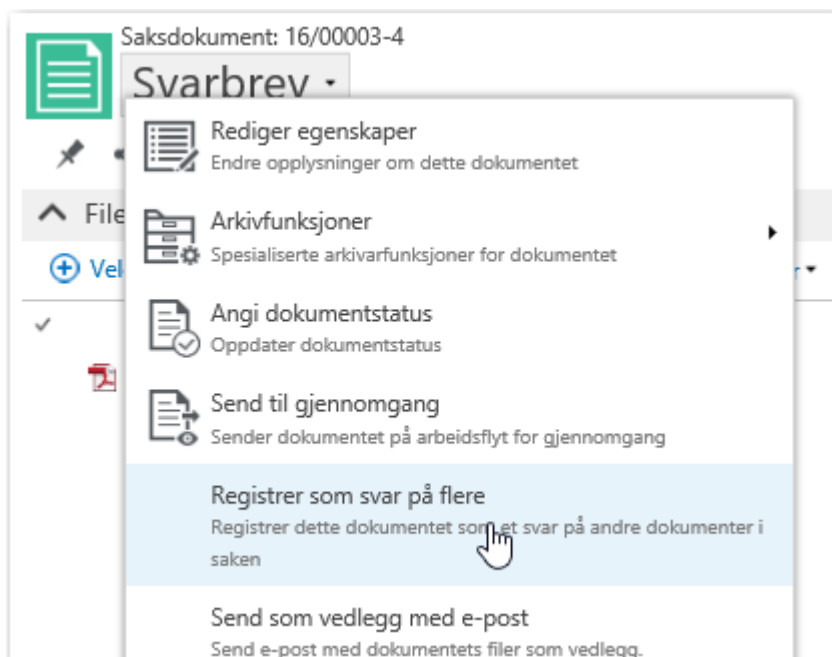 Saksdokument: 16/00003-4
Svarbrev
Rediger egenskaper
Endre opplysninger om dette dokumentet
File
Arkivfunksjoner
Spesialiserte arkivarfunksjoner for dokumentet
Vel
r
Angi dokumentstatus
Oppdater dokumentstatus
Send til gjennomgang
Sender dokumentet på arbeidsflyt for gjennomgang
Registrer som svar på flere
Registrer dette dokumentet som et svar på andre dokumenter i
saken
Send som vedlegg med e-post
Send e-post med dokumentets filer som vedlegg.